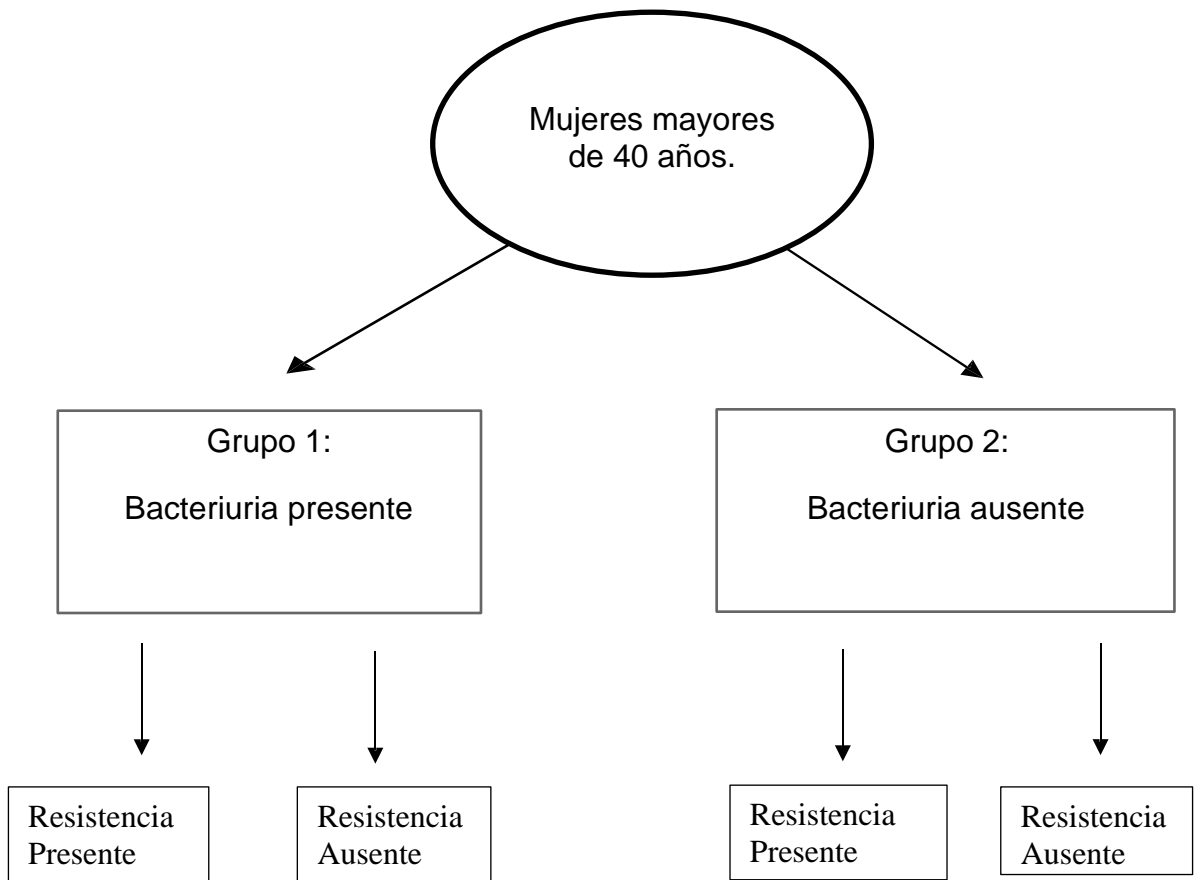 Mujeres mayores
de 40 años.
Grupo 1:
Bacteriuria presente
Grupo 2:
Bacteriuria ausente
Resistencia
Presente
Resistencia
Ausente
Resistencia
Presente
Resistencia
Ausente